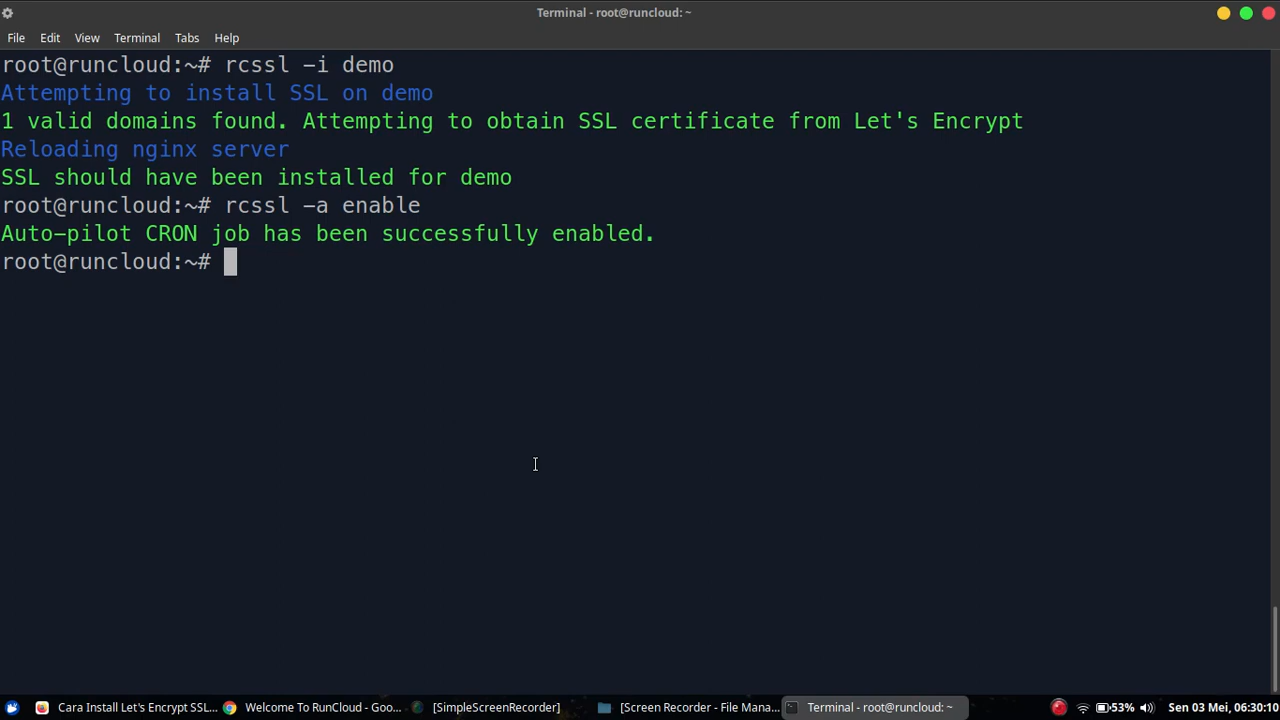 Terminal - root@runcloud: ~
File Edit View Terminal Tabs Help
root@runcloud:~# rcssl -i demo
Attempting to install SSL on demo
1 valid domains found. Attempting to obtain SSL certificate from Let's Encrypt
Reloading nginx server
SSL should have been installed for demo
root@runcloud:~# rcssl -a enable
Auto-pilot CRON job has been successfully enabled.
root@runcloud:~#
Cara Install Let's Encrypt SSL... Welcome To RunCloud - Goo... [SimpleScreenRecorder] [Screen Recorder - File Mana... Terminal - root@runcloud: ~ 53% Sen 03 Mei, 06:30:10